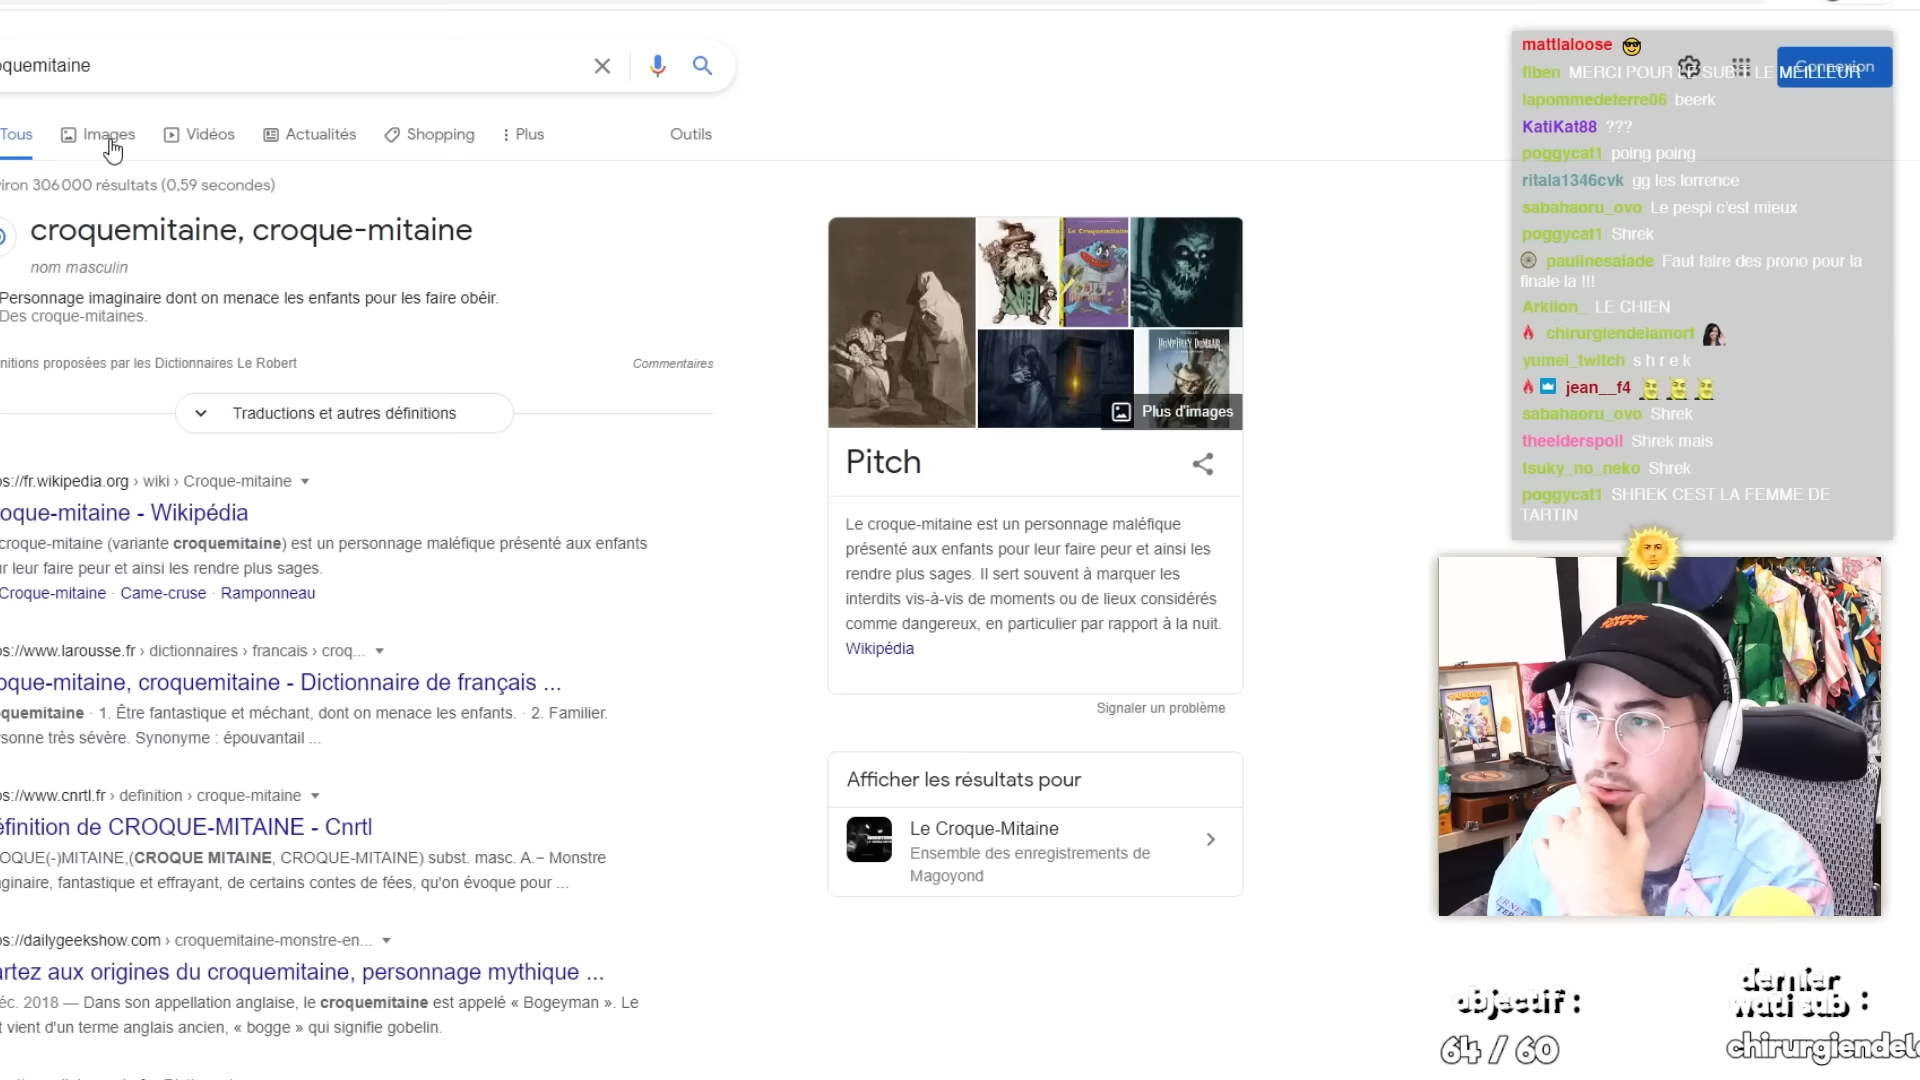 quemitaine
Tous Images Vidéos Actualités Shopping Plus Outils
iron 306 000 résultats (0,59 secondes)
croquemitaine, croque-mitaine
nom masculin
Personnage imaginaire dont on menace les enfants pour les faire obéir.
Des croque-mitaines.
nitions proposées par les Dictionnaires Le Robert
Commentaires
Traductions et autres définitions
ps://fr.wikipedia.org › wiki › Croque-mitaine
oque-mitaine - Wikipédia
croque-mitaine (variante croquemitaine) est un personnage maléfique présenté aux enfants
r leur faire peur et ainsi les rendre plus sages.
Croque-mitaine · Came-cruse · Ramponneau
ps://www.larousse.fr › dictionnaires › francais › croq...
oque-mitaine, croquemitaine - Dictionnaire de français ...
quemitaine · 1. Être fantastique et méchant, dont on menace les enfants. · 2. Familier.
rsonne très sévère. Synonyme : épouvantail ...
ps://www.cnrtl.fr › definition › croque-mitaine
éfinition de CROQUE-MITAINE - Cnrtl
OQUE(-)MITAINE,(CROQUE MITAINE, CROQUE-MITAINE) subst. masc. A.− Monstre
aginaire, fantastique et effrayant, de certains contes de fées, qu'on évoque pour ...
ps://dailygeekshow.com › croquemitaine-monstre-en...
artez aux origines du croquemitaine, personnage mythique ...
éc. 2018 — Dans son appellation anglaise, le croquemitaine est appelé « Bogeyman ». Le
t vient d'un terme anglais ancien, « bogge » qui signifie gobelin.
Le Croquemitaine
HUMPHREY DUMBAR
Plus d'images
Pitch
Le croque-mitaine est un personnage maléfique
présenté aux enfants pour leur faire peur et ainsi les
rendre plus sages. Il sert souvent à marquer les
interdits vis-à-vis de moments ou de lieux considérés
comme dangereux, en particulier par rapport à la nuit.
Wikipédia
Signaler un problème
Afficher les résultats pour
Le Croque-Mitaine
Ensemble des enregistrements de
Magoyond
mattlaloose
Connexion
flben MERCI POUR LE SUB T LE MEILLEUR
lapommedeterre06 beerk
KatiKat88 ???
poggycat1 poing poing
ritala1346cvk gg les lorrence
sabahaoru_ovo Le pespi c'est mieux
poggycat1 Shrek
paulinesalade Faut faire des prono pour la
finale la !!!
Arkiion_ LE CHIEN
chirurgiendelamort
yumei_twitch s h r e k
jean__f4
sabahaoru_ovo Shrek
theelderspoil Shrek mais
tsuky_no_neko Shrek
poggycat1 SHREK CEST LA FEMME DE
TARTIN
objectif :
64 / 60
dernier
wati sub :
chirurgiendel